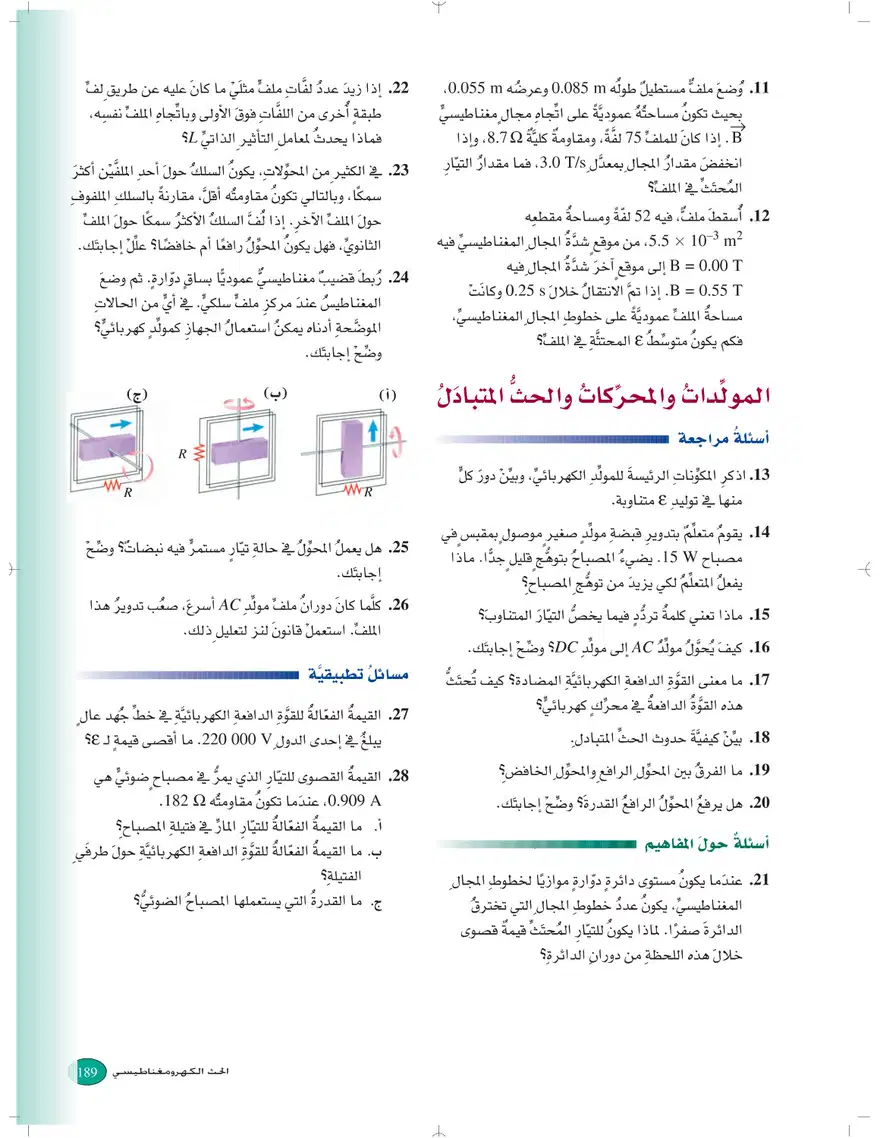 11. وُضعَ ملفٌّ مستطيلٌ طولُه 0.085 m وعرضُه 0.055 m،
بحيث تكونُ مساحتُهُ عموديَّةً على اتِّجاهِ مجالٍ مغناطيسيٍّ
B. إذا كانَ للملفِّ 75 لفَّةً، ومقاومةٌ كليَّةٌ 8.7 Ω، وإذا
انخفضَ مقدارُ المجالِ بمعدَّلِ 3.0 T/s، فما مقدارُ التيّارِ
المُحتَثِّ في الملفِّ؟
12. أُسقطَ ملفٌّ، فيه 52 لفّةً ومساحةُ مقطعِه
5.5 × 10⁻³ m²، من موقعٍ شدَّةُ المجالِ المغناطيسيِّ فيه
B = 0.00 T إلى موقعٍ آخرَ شدَّةُ المجالِ فيه
B = 0.55 T. إذا تمَّ الانتقالُ خلالَ 0.25 s وكانَتْ
مساحةُ الملفِّ عموديَّةً على خطوطِ المجالِ المغناطيسيِّ،
فكم يكونُ متوسِّطُ ε المحتثَّةِ في الملفِّ؟
المولِّداتُ والمحرِّكاتُ والحثُّ المتبادَلُ
أسئلةُ مراجعة
13. اذكرِ المكوِّناتِ الرئيسةَ للمولِّدِ الكهربائيِّ، وبيِّنْ دورَ كلٍّ
منها في توليدِ ε متناوبة.
14. يقومُ متعلِّمٌ بتدويرِ قبضةِ مولِّدٍ صغيرٍ موصولٍ بمقبسٍ في
مصباح 15 W. يضيءُ المصباحُ بتوهُّجٍ قليلٍ جدًّا. ماذا
يفعلُ المتعلِّمُ لكي يزيدَ من توهُّجِ المصباحِ؟
15. ماذا تعني كلمةُ تردُّدٍ فيما يخصُّ التيّارَ المتناوبَ؟
16. كيفَ يُحوَّلُ مولِّدُ AC إلى مولِّدِ DC؟ وضِّحْ إجابتَك.
17. ما معنى القوَّةِ الدافعةِ الكهربائيَّةِ المضادة؟ كيف تُحتَثُّ
هذه القوَّةُ الدافعةُ في محرِّكٍ كهربائيٍّ؟
18. بيِّنْ كيفيَّةَ حدوث الحثِّ المتبادلِ.
19. ما الفرقُ بين المحوِّلِ الرافعِ والمحوِّلِ الخافضِ؟
20. هل يرفعُ المحوِّلُ الرافعُ القدرةَ؟ وضِّحْ إجابتَك.
أسئلةٌ حولَ المفاهيم
21. عندَما يكونُ مستوى دائرةٍ دوّارةٍ موازيًا لخطوطِ المجالِ
المغناطيسيِّ، يكونُ عددُ خطوطِ المجالِ التي تخترقُ
الدائرةَ صفرًا. لماذا يكونُ للتيّارِ المُحتَثِّ قيمةٌ قصوى
خلالَ هذه اللحظةِ من دورانِ الدائرةِ؟
22. إذا زيدَ عددُ لفَّاتِ ملفٍّ مثلَيْ ما كانَ عليه عن طريقِ لفِّ
طبقةٍ أُخرى من اللفَّاتِ فوقَ الأولى وباتِّجاهِ الملفِّ نفسِه،
فماذا يحدثُ لمعاملِ التأثيرِ الذاتيِّ L؟
23. في الكثيرِ من المحوِّلاتِ، يكونُ السلكُ حولَ أحدِ الملفَّيْنِ أكثرَ
سمكًا، وبالتالي تكونُ مقاومتُه أقلَّ، مقارنةً بالسلكِ الملفوفِ
حولَ الملفِّ الآخرِ. إذا لُفَّ السلكُ الأكثرُ سمكًا حولَ الملفِّ
الثانويِّ، فهل يكونُ المحوِّلُ رافعًا أم خافضًا؟ علِّلْ إجابتَك.
24. رُبطَ قضيبٌ مغناطيسيٌّ عموديًّا بساقٍ دوّارةٍ. ثم وضعَ
المغناطيسُ عندَ مركزِ ملفٍّ سلكيٍّ. في أيٍّ من الحالاتِ
الموضَّحةِ أدناه يمكنُ استعمالُ الجهازِ كمولِّدٍ كهربائيٍّ؟
وضِّحْ إجابتَك.
(أ) (ب) (ج)
R
R
R
25. هل يعملُ المحوِّلُ في حالةِ تيّارٍ مستمرٍّ فيه نبضاتٌ؟ وضِّحْ
إجابتَك.
26. كلَّما كانَ دورانُ ملفِّ مولِّدِ AC أسرعَ، صعُب تدويرُ هذا
الملفِّ. استعملْ قانونَ لنز لتعليلِ ذلك.
مسائلُ تطبيقيَّة
27. القيمةُ الفعّالةُ للقوَّةِ الدافعةِ الكهربائيَّةِ في خطِّ جُهد عالٍ
يبلغُ في إحدى الدولِ 220 000 V. ما أقصى قيمةٍ لـ ε؟
28. القيمةُ القصوى للتيّارِ الذي يمرُّ في مصباحٍ ضوئيٍّ هي
0.909 A، عندَما تكونُ مقاومتُه 182 Ω.
أ. ما القيمةُ الفعّالةُ للتيّارِ المارِّ في فتيلةِ المصباحِ؟
ب. ما القيمةُ الفعّالةُ للقوَّةِ الدافعةِ الكهربائيَّةِ حولَ طرفَيِ
الفتيلةِ؟
ج. ما القدرةُ التي يستعملها المصباحُ الضوئيُّ؟
الحث الكهرومغناطيسي 189